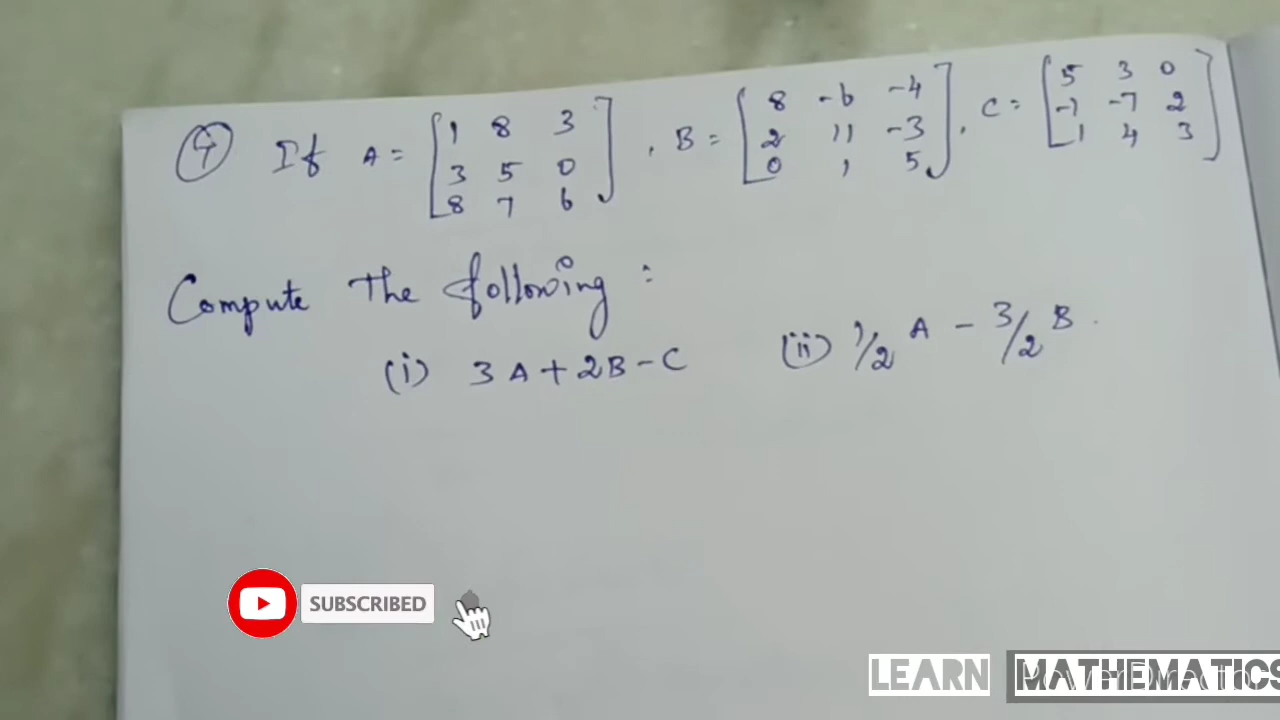 ④ If A = [1 8 3 , B = [8 -6 -4 , C = [5 3 0
3 5 0 2 11 -3 -1 -7 2
8 7 6] 0 1 5] 1 4 3]
Compute The following :
(i) 3A + 2B - C (ii) 1/2 A - 3/2 B.
SUBSCRIBED
LEARN MATHEMATICS
PowerDirector